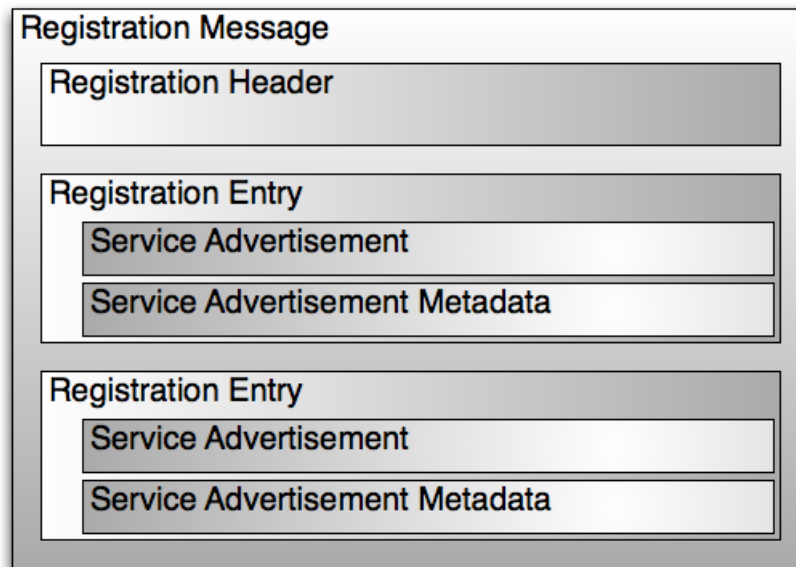 Registration Message
Registration Header
Registration Entry
Service Advertisement
Service Advertisement Metadata
Registration Entry
Service Advertisement
Service Advertisement Metadata